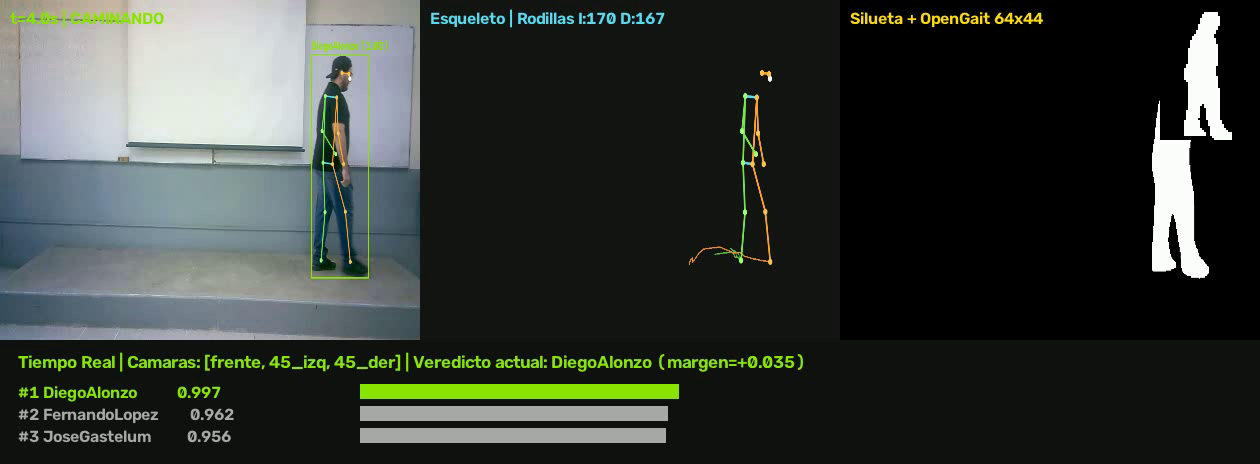 t=4.0s | CAMINANDO
Esqueleto | Rodillas I:170 D:167
Silueta + OpenGait 64x44
Tiempo Real | Camaras: [frente, 45_izq, 45_der] | Veredicto actual: DiegoAlonzo (margen=+0.035)
#1 DiegoAlonzo 0.997
#2 FernandoLopez 0.962
#3 JoseGastelum 0.956